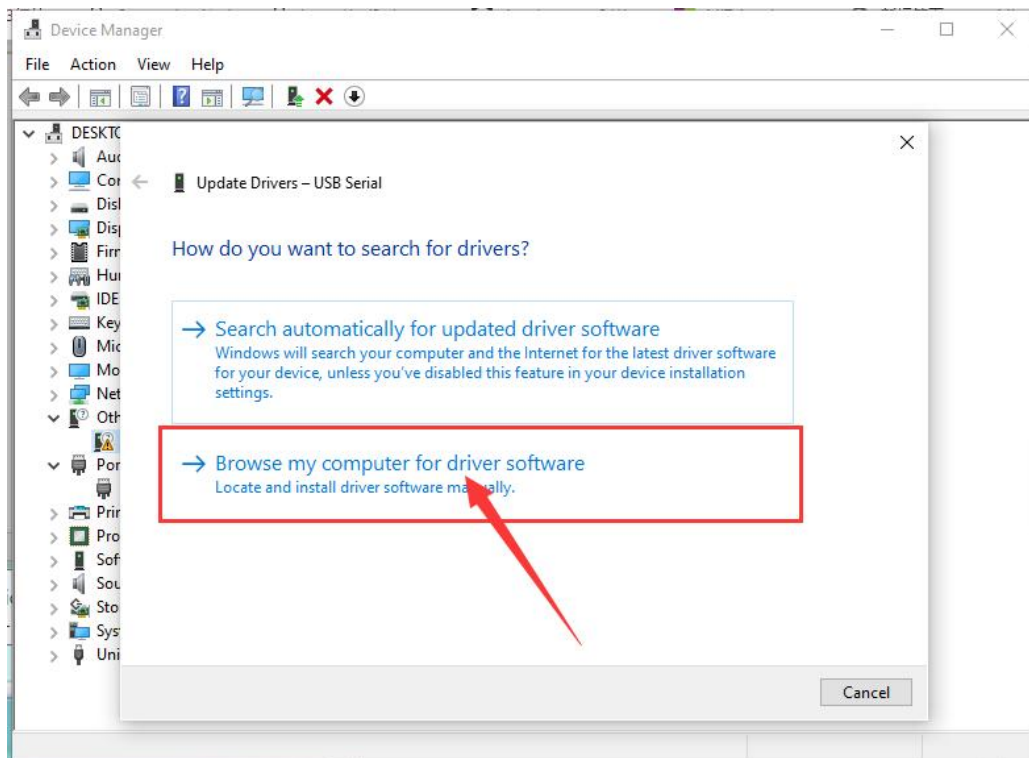 Device Manager
File Action View Help
Update Drivers – USB Serial
How do you want to search for drivers?
Search automatically for updated driver software
Windows will search your computer and the Internet for the latest driver software
for your device, unless you've disabled this feature in your device installation
settings.
Browse my computer for driver software
Locate and install driver software manually.
Cancel
DESKTO
Aud
Cor
Disl
Disp
Firr
Hur
IDE
Key
Mic
Mo
Net
Oth
Por
Prin
Pro
Soft
Sou
Sto
Sys
Uni